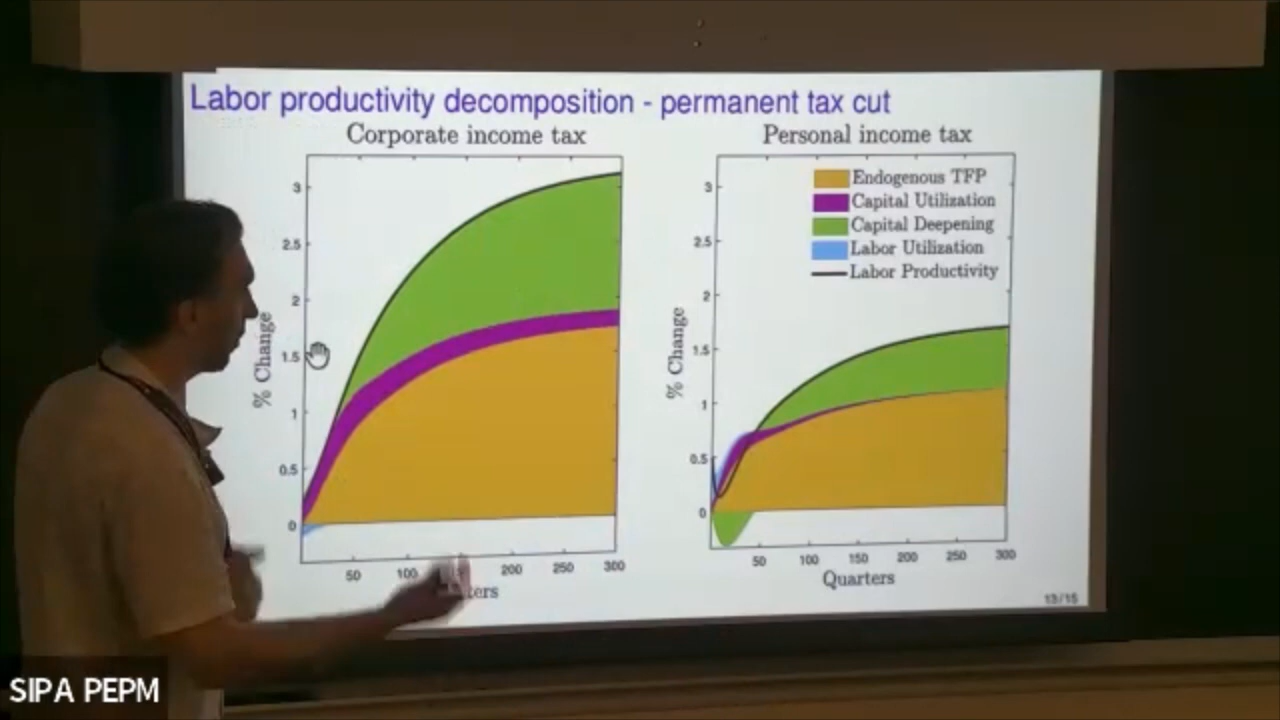 Labor productivity decomposition - permanent tax cut
Corporate income tax
3
2.5
2
1.5
1
0.5
0
% Change
50
100
200
250
300
Personal income tax
3
2.5
2
1.5
1
0.5
0
% Change
Endogenous TFP
Capital Utilization
Capital Deepening
Labor Utilization
Labor Productivity
50
100
150
200
250
300
Quarters
13/15
SIPA PEPM